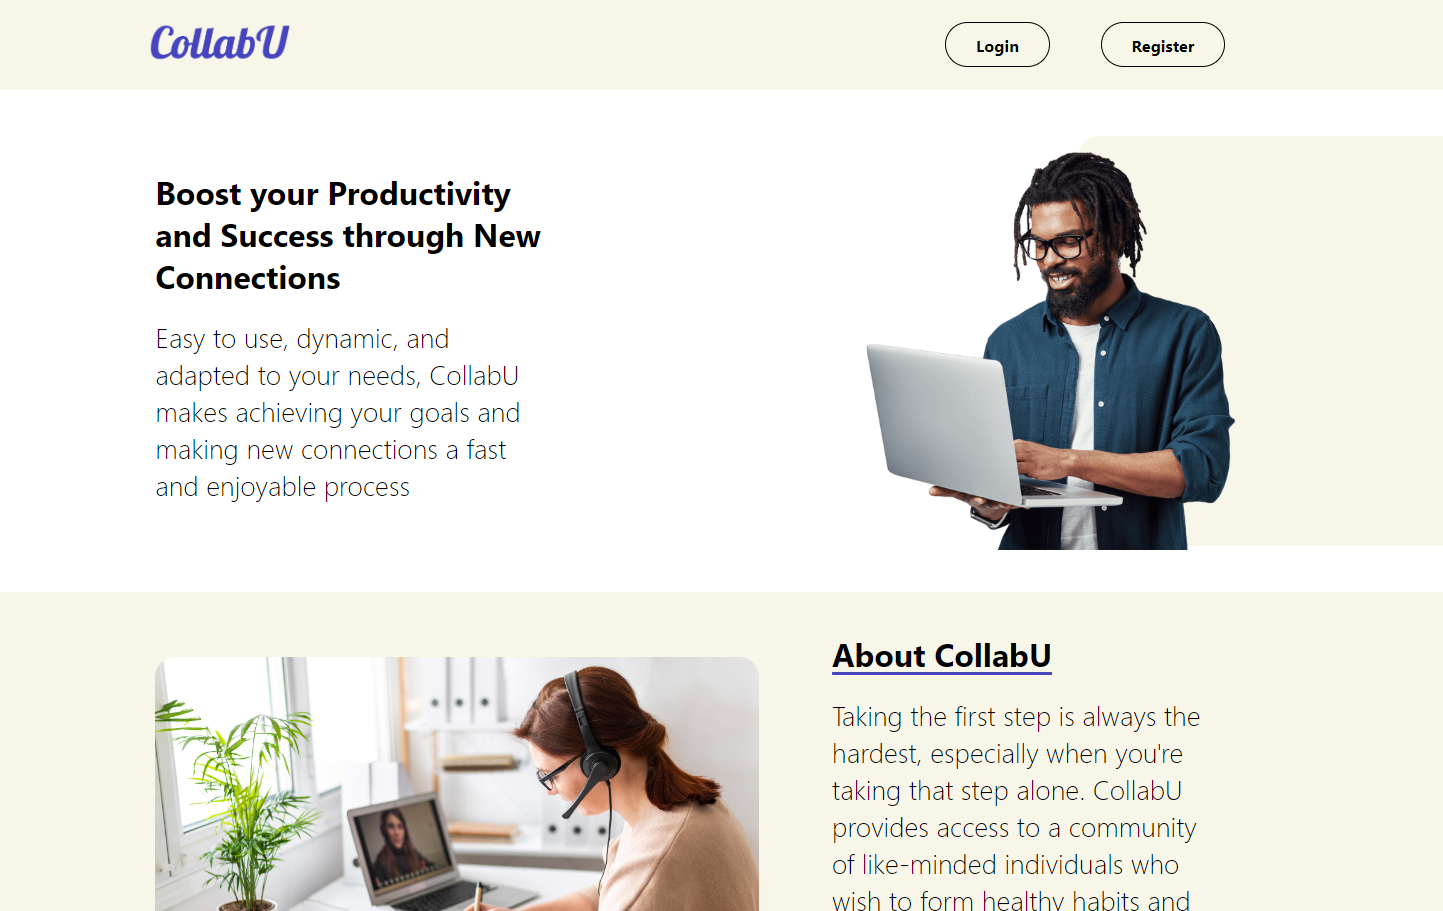 CollabU
Login
Register
Boost your Productivity
and Success through New
Connections
Easy to use, dynamic, and
adapted to your needs, CollabU
makes achieving your goals and
making new connections a fast
and enjoyable process
About CollabU
Taking the first step is always the
hardest, especially when you're
taking that step alone. CollabU
provides access to a community
of like-minded individuals who
wish to form healthy habits and